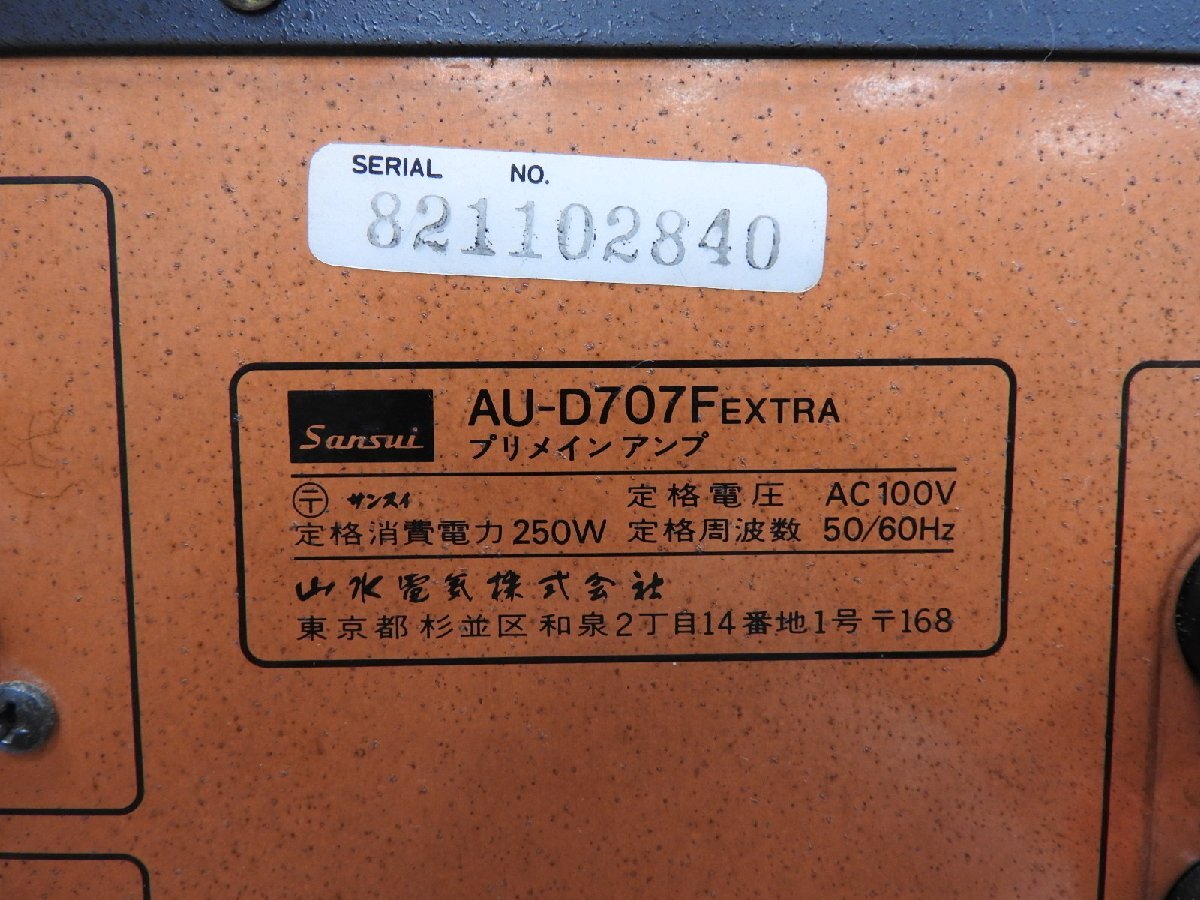 SERIAL NO.
821102840
Sansui AU-D707F EXTRA
プリメインアンプ
〒 サンスイ 定格電圧 AC100V
定格消費電力 250W 定格周波数 50/60Hz
山水電気株式会社
東京都杉並区和泉2丁目14番地1号〒168